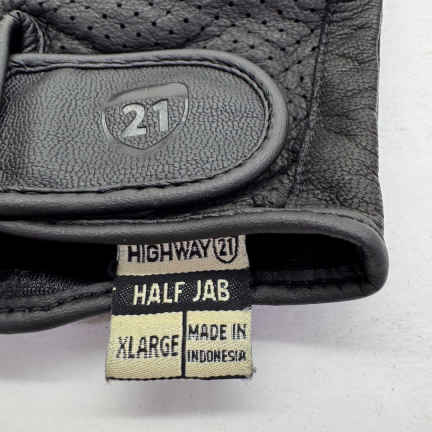 21
HIGHWAY 21
HALF JAB
XLARGE
MADE IN
INDONESIA